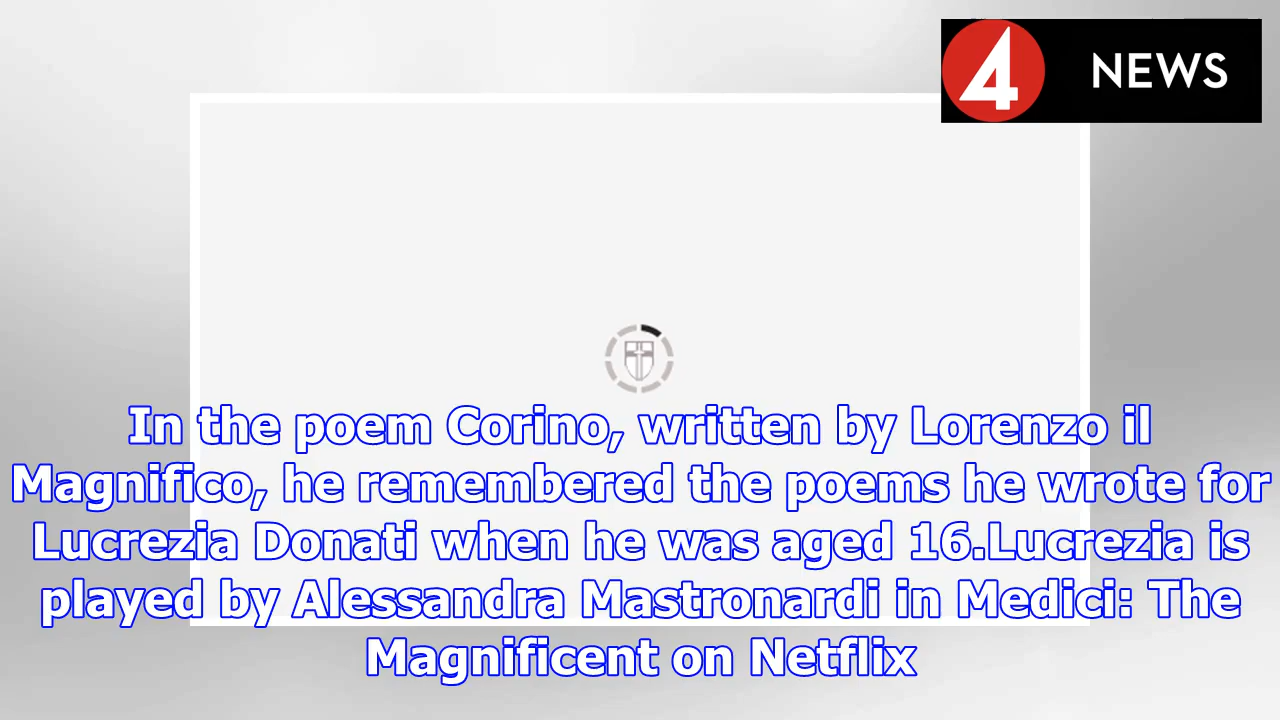 4 NEWS
In the poem Corino, written by Lorenzo il
Magnifico, he remembered the poems he wrote for
Lucrezia Donati when he was aged 16.Lucrezia is
played by Alessandra Mastronardi in Medici: The
Magnificent on Netflix